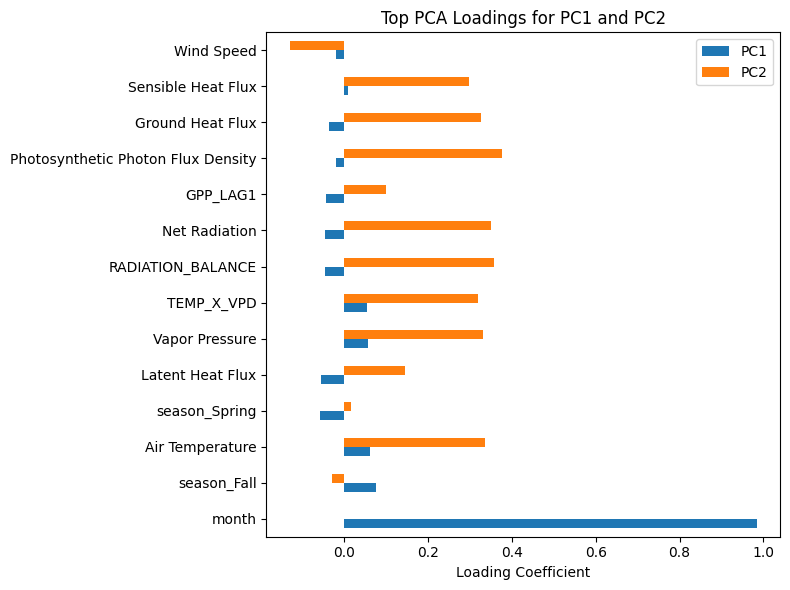 Top PCA Loadings for PC1 and PC2
PC1
PC2
Wind Speed
Sensible Heat Flux
Ground Heat Flux
Photosynthetic Photon Flux Density
GPP_LAG1
Net Radiation
RADIATION_BALANCE
TEMP_X_VPD
Vapor Pressure
Latent Heat Flux
season_Spring
Air Temperature
season_Fall
month
0.0 0.2 0.4 0.6 0.8 1.0
Loading Coefficient